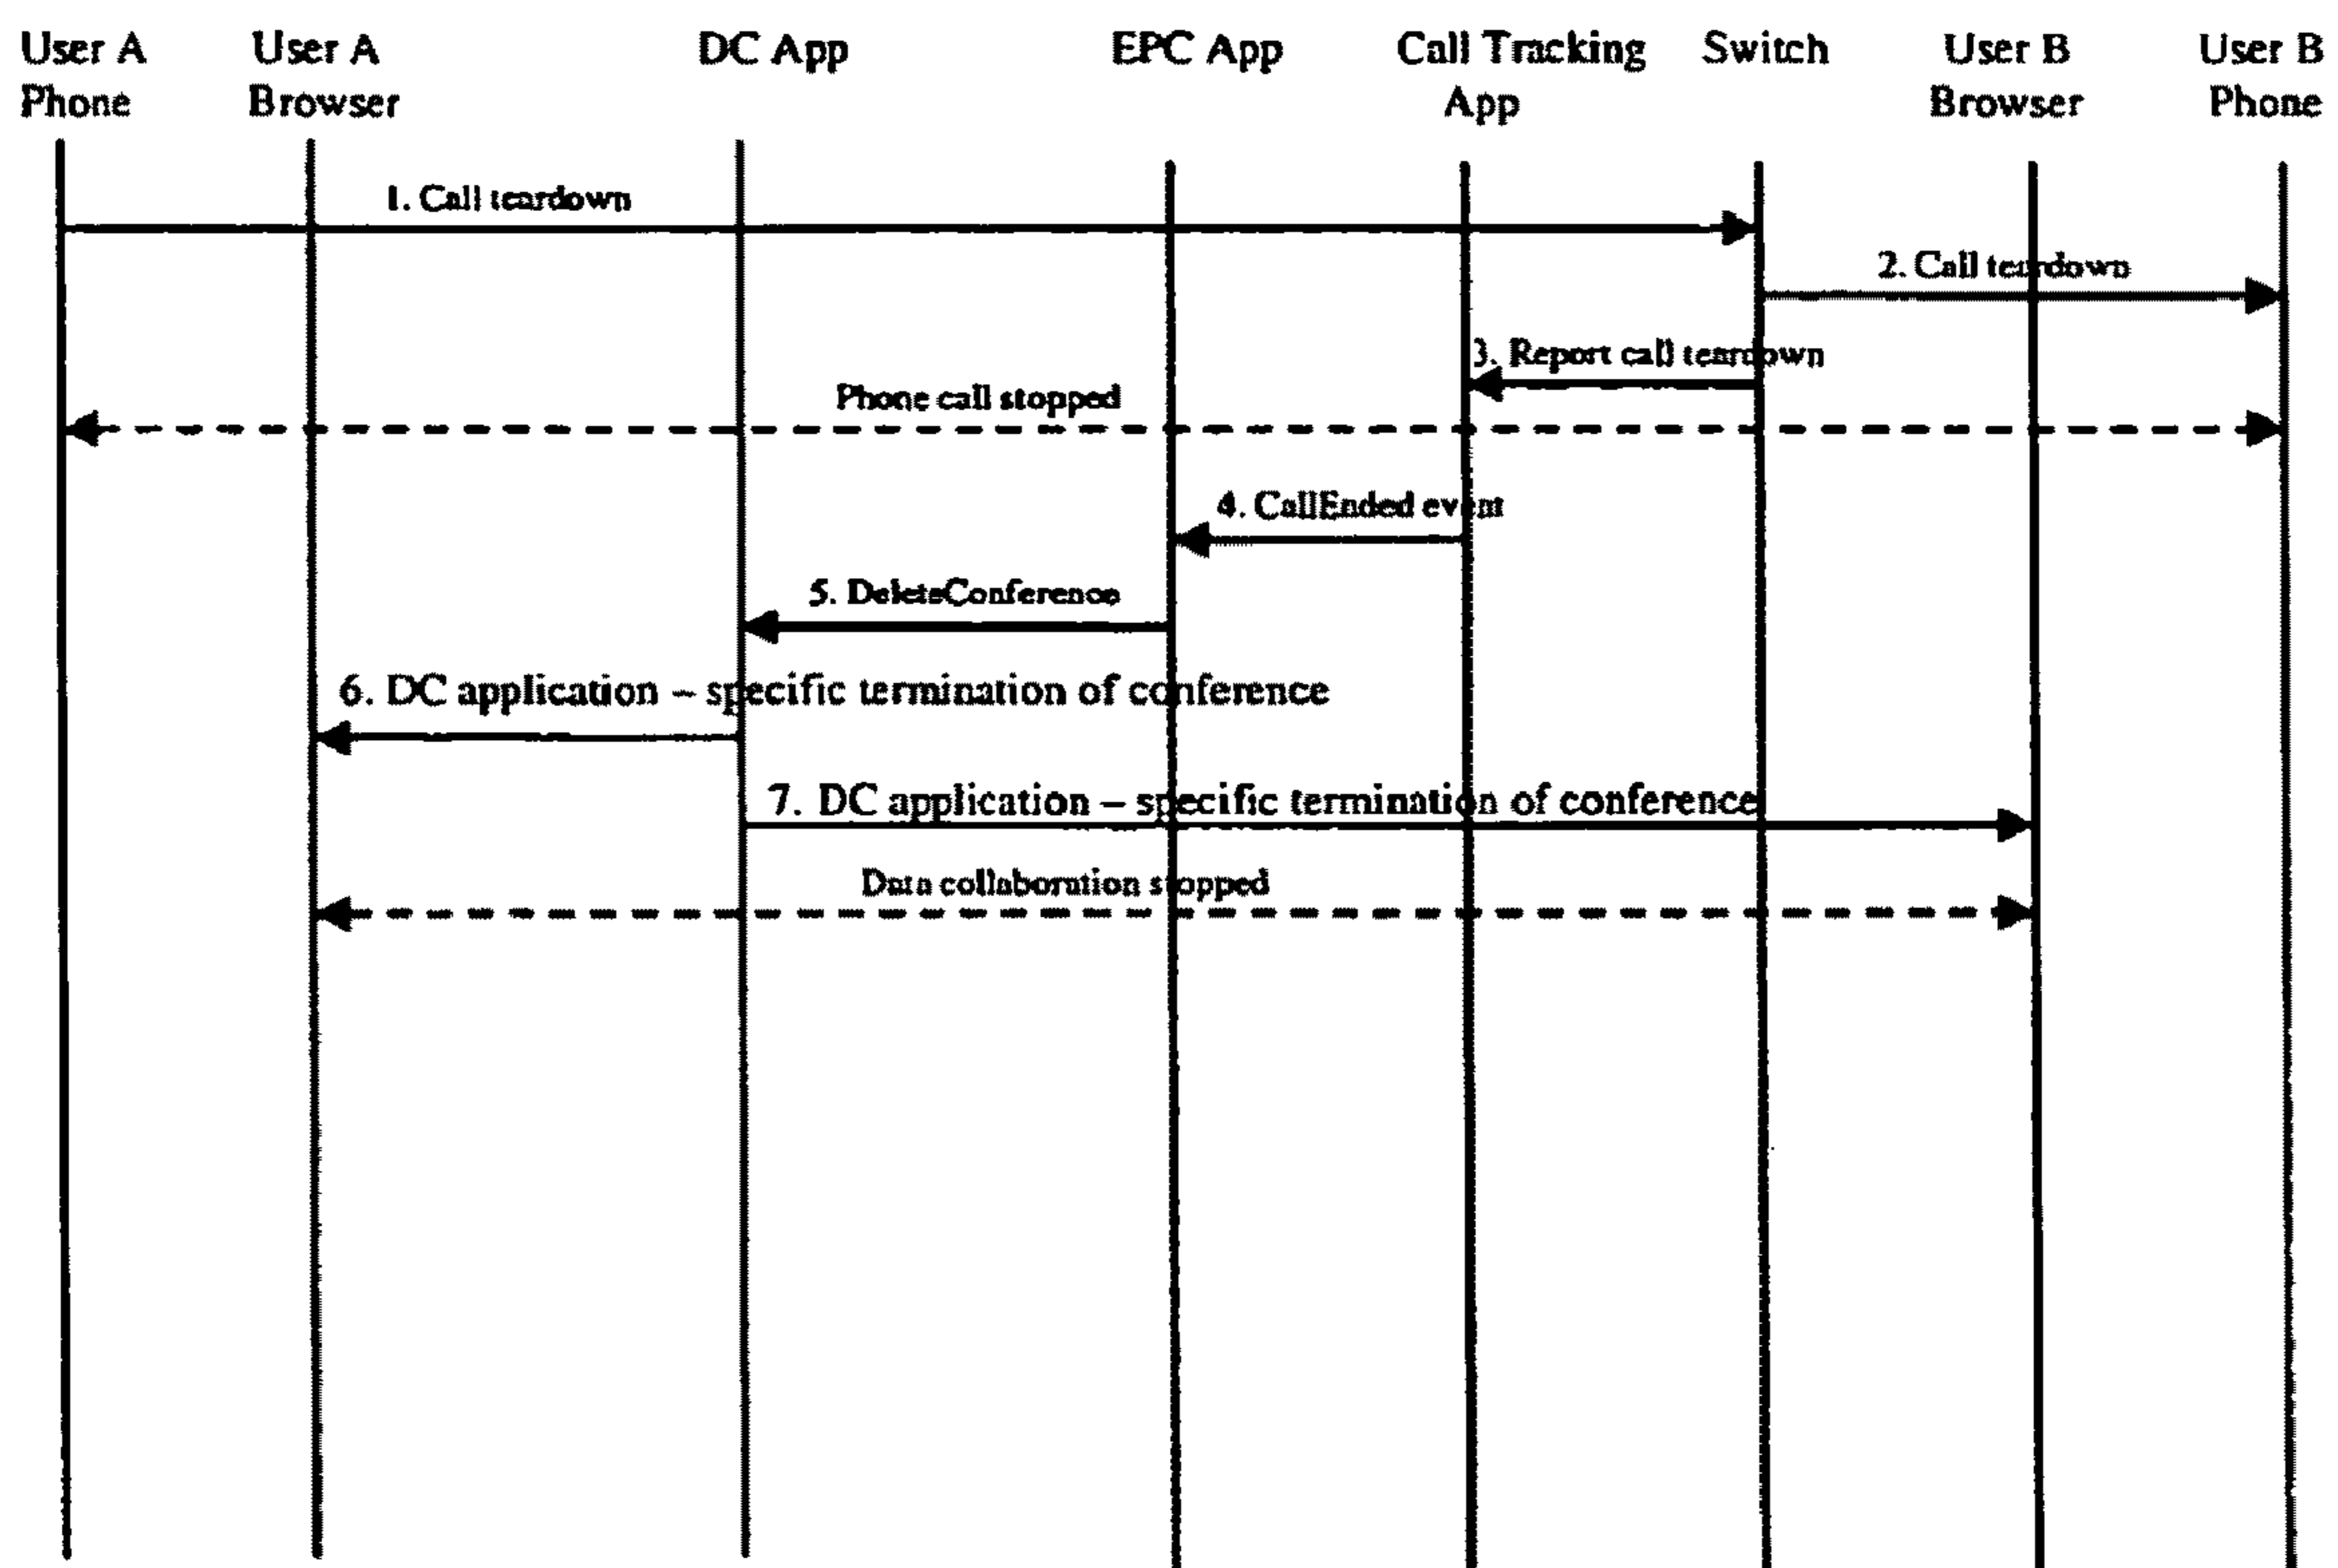 User A
Phone
User A
Browser
DC App
EPC App
Call Tracking
App
Switch
User B
Browser
User B
Phone
1. Call teardown
2. Call teardown
3. Report call teardown
Phone call stopped
4. CallEnded event
5. DeleteConference
6. DC application – specific termination of conference
7. DC application – specific termination of conference
Data collaboration stopped